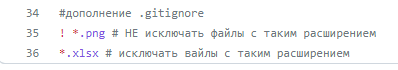 34 #дополнение .gitignore
35 ! *.png # НЕ исключать файлы с таким расширением
36 *.xlsx # исключать вайлы с таким расширением